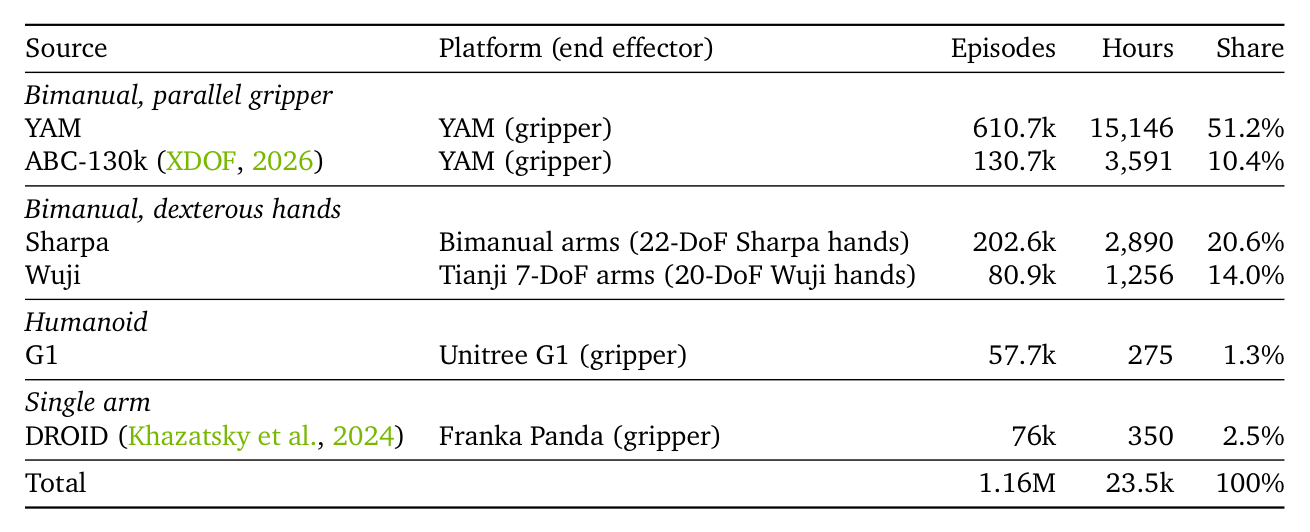 Source Platform (end effector) Episodes Hours Share
Bimanual, parallel gripper
YAM YAM (gripper) 610.7k 15,146 51.2%
ABC-130k (XDOF, 2026) YAM (gripper) 130.7k 3,591 10.4%
Bimanual, dexterous hands
Sharpa Bimanual arms (22-DoF Sharpa hands) 202.6k 2,890 20.6%
Wuji Tianji 7-DoF arms (20-DoF Wuji hands) 80.9k 1,256 14.0%
Humanoid
G1 Unitree G1 (gripper) 57.7k 275 1.3%
Single arm
DROID (Khazatsky et al., 2024) Franka Panda (gripper) 76k 350 2.5%
Total 1.16M 23.5k 100%